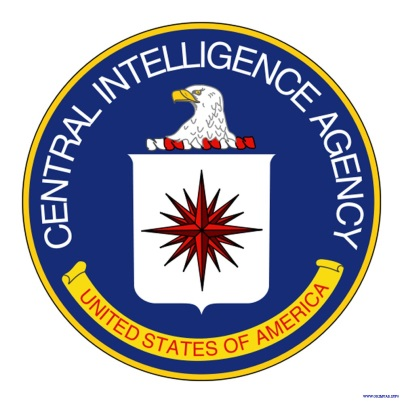 CENTRAL INTELLIGENCE AGENCY
UNITED STATES OF AMERICA